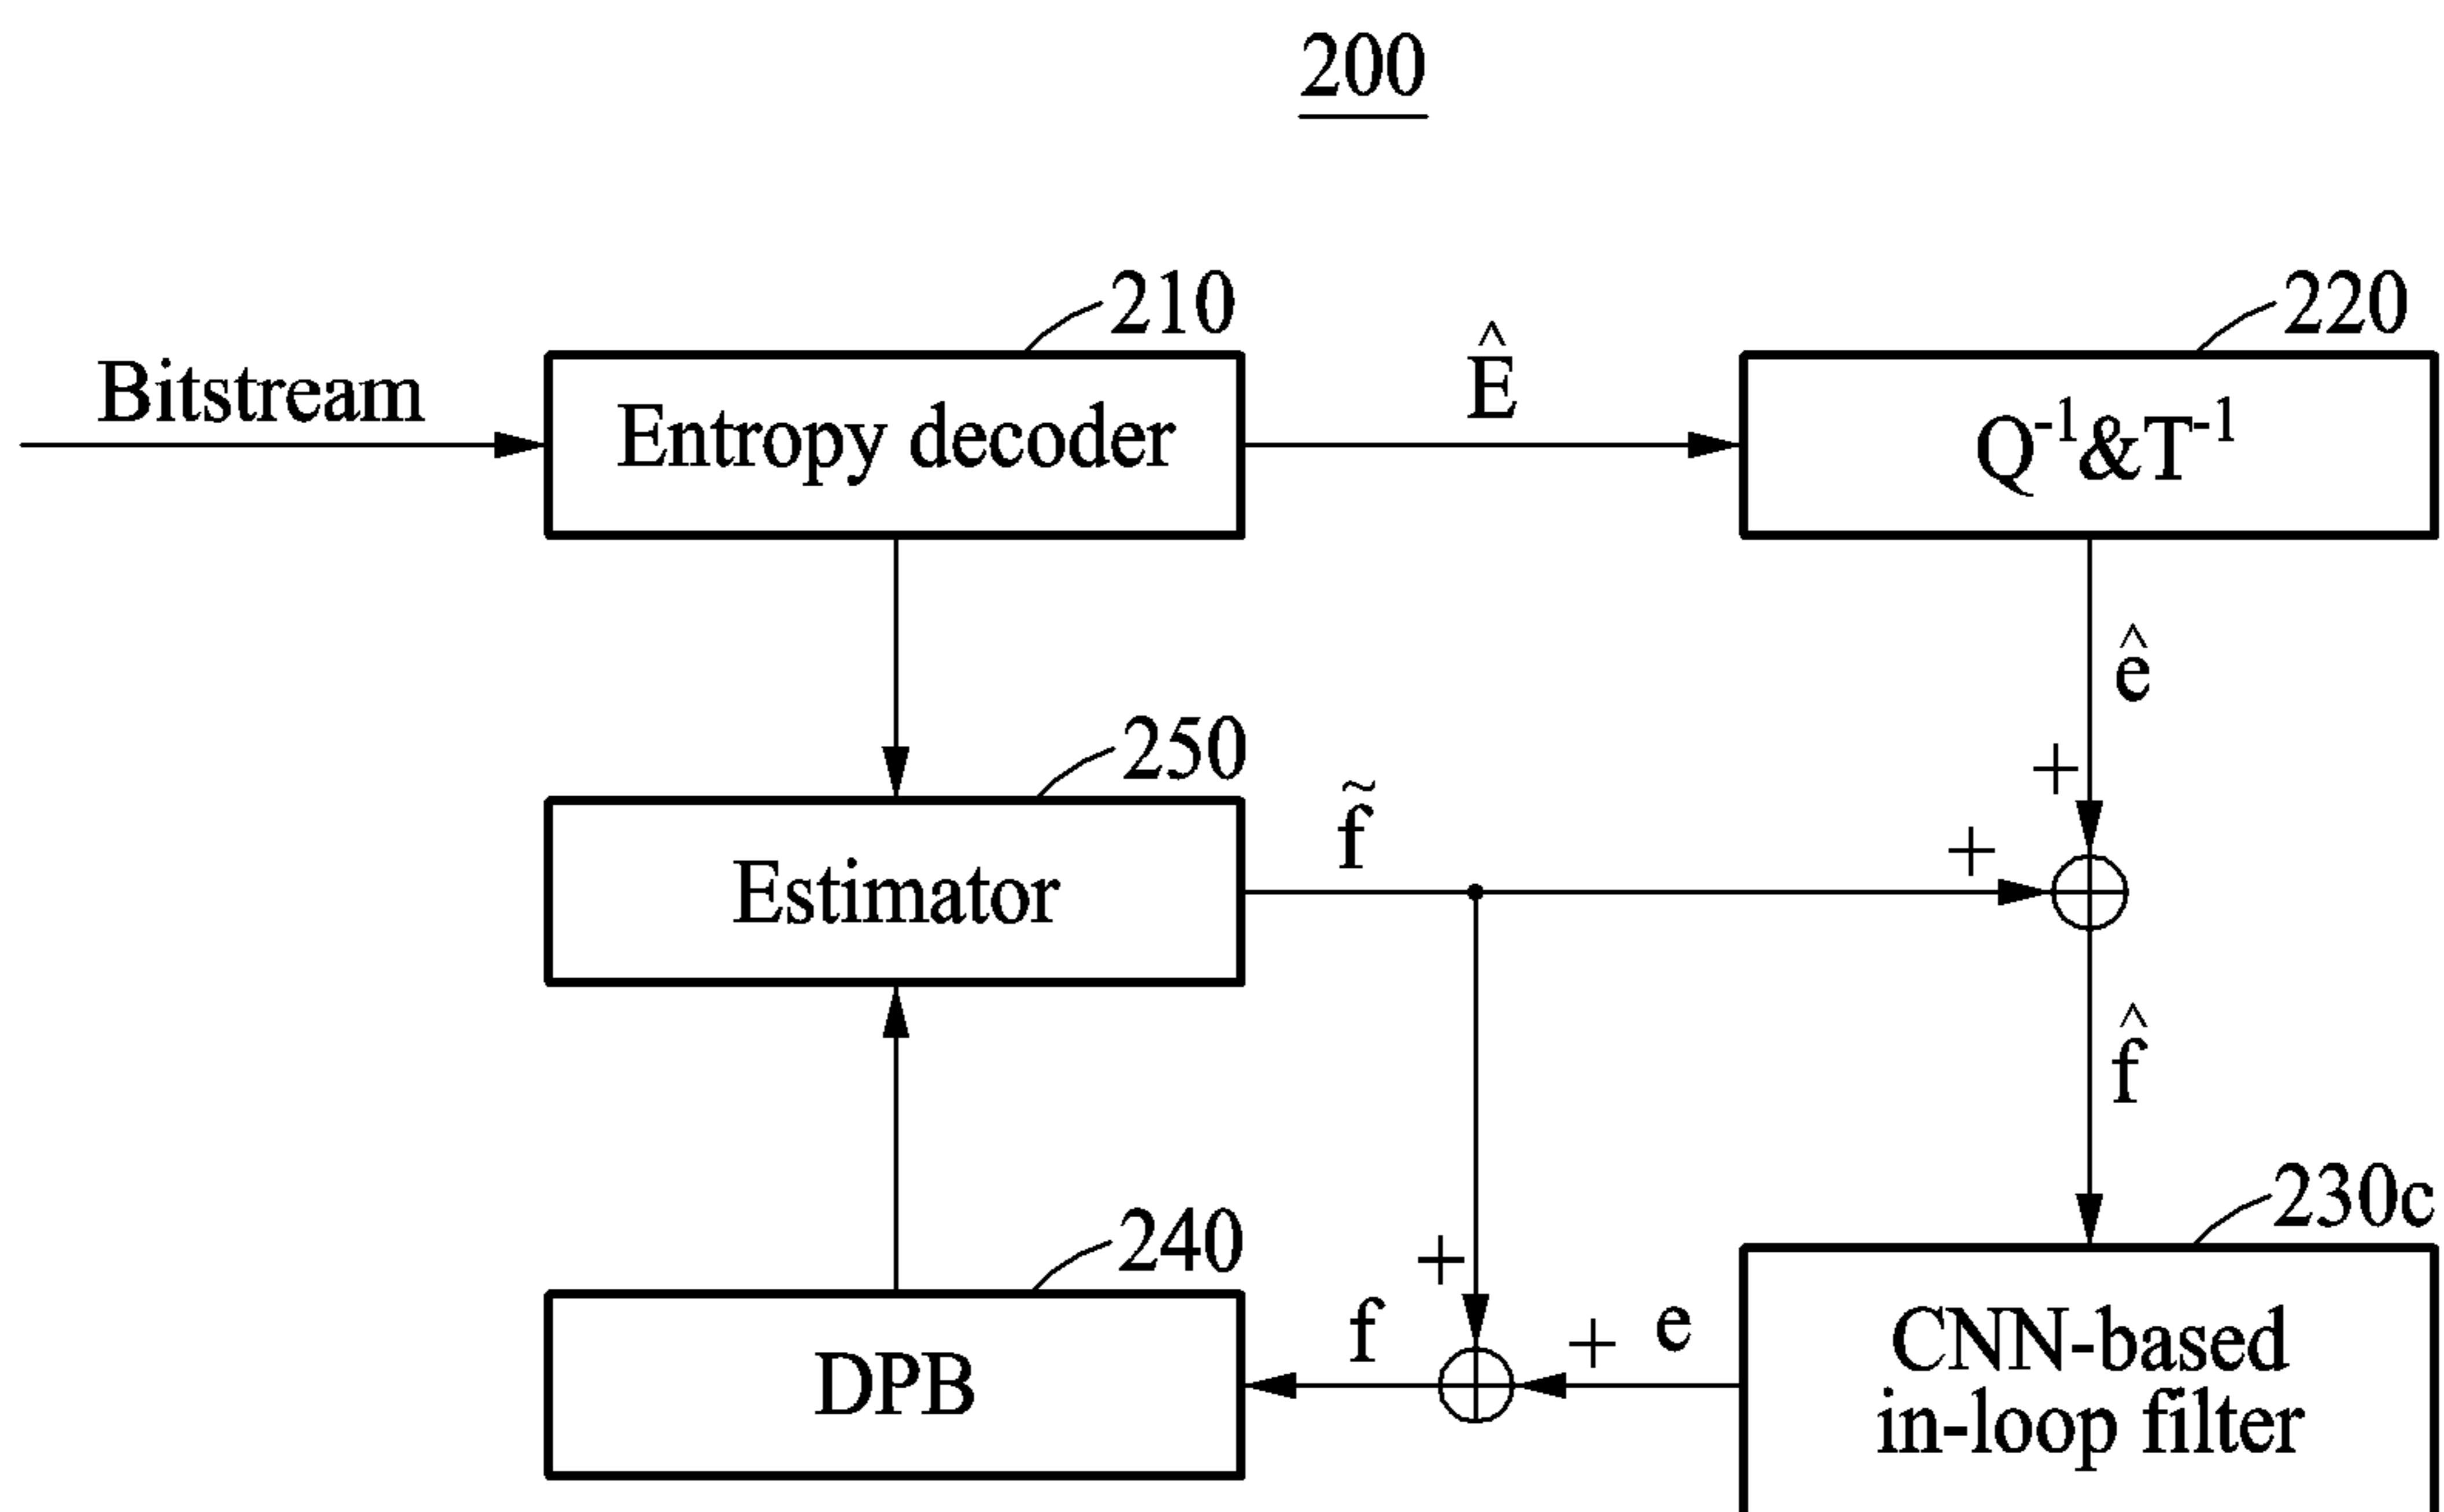 200
210
220
Bitstream
Entropy decoder
Ê
Q⁻¹&T⁻¹
ê
250
+
f̃
+
Estimator
f̂
240
230c
+
f
+
e
DPB
CNN-based
in-loop filter